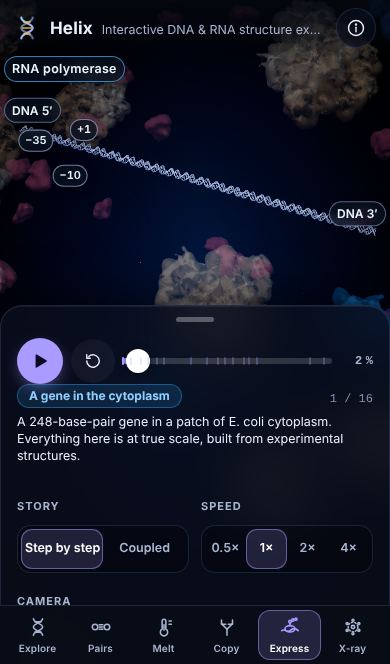 Helix
Interactive DNA & RNA structure ex…
RNA polymerase
DNA 5′
+1
−35
−10
DNA 3′
2 %
A gene in the cytoplasm
1 / 16
A 248-base-pair gene in a patch of E. coli cytoplasm.
Everything here is at true scale, built from experimental
structures.
STORY
SPEED
Step by step
Coupled
0.5×
1×
2×
4×
CAMERA
Explore
Pairs
Melt
Copy
Express
X-ray